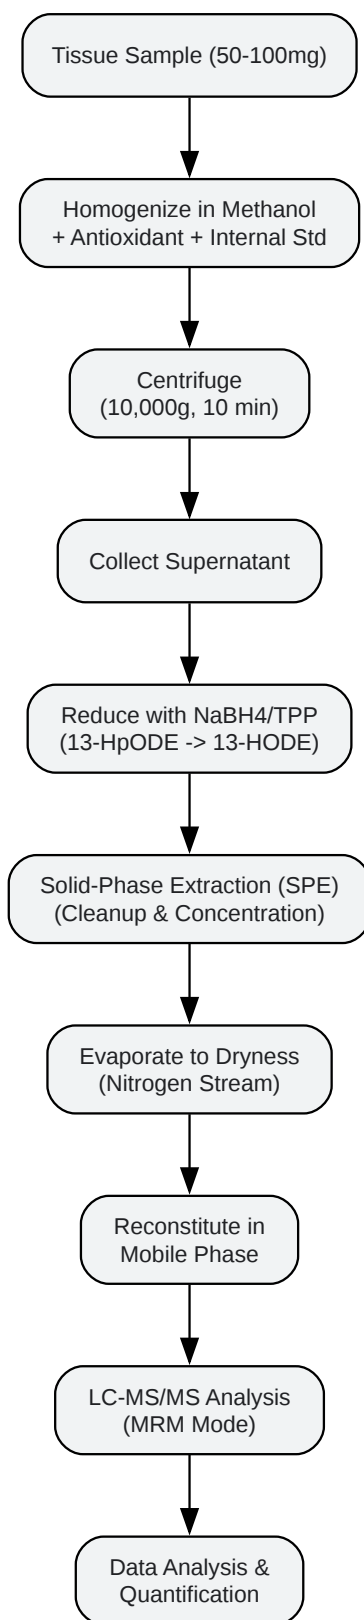 Tissue Sample (50-100mg)
Homogenize in Methanol
+ Antioxidant + Internal Std
Centrifuge
(10,000g, 10 min)
Collect Supernatant
Reduce with NaBH4/TPP
(13-HpODE -> 13-HODE)
Solid-Phase Extraction (SPE)
(Cleanup & Concentration)
Evaporate to Dryness
(Nitrogen Stream)
Reconstitute in
Mobile Phase
LC-MS/MS Analysis
(MRM Mode)
Data Analysis &
Quantification